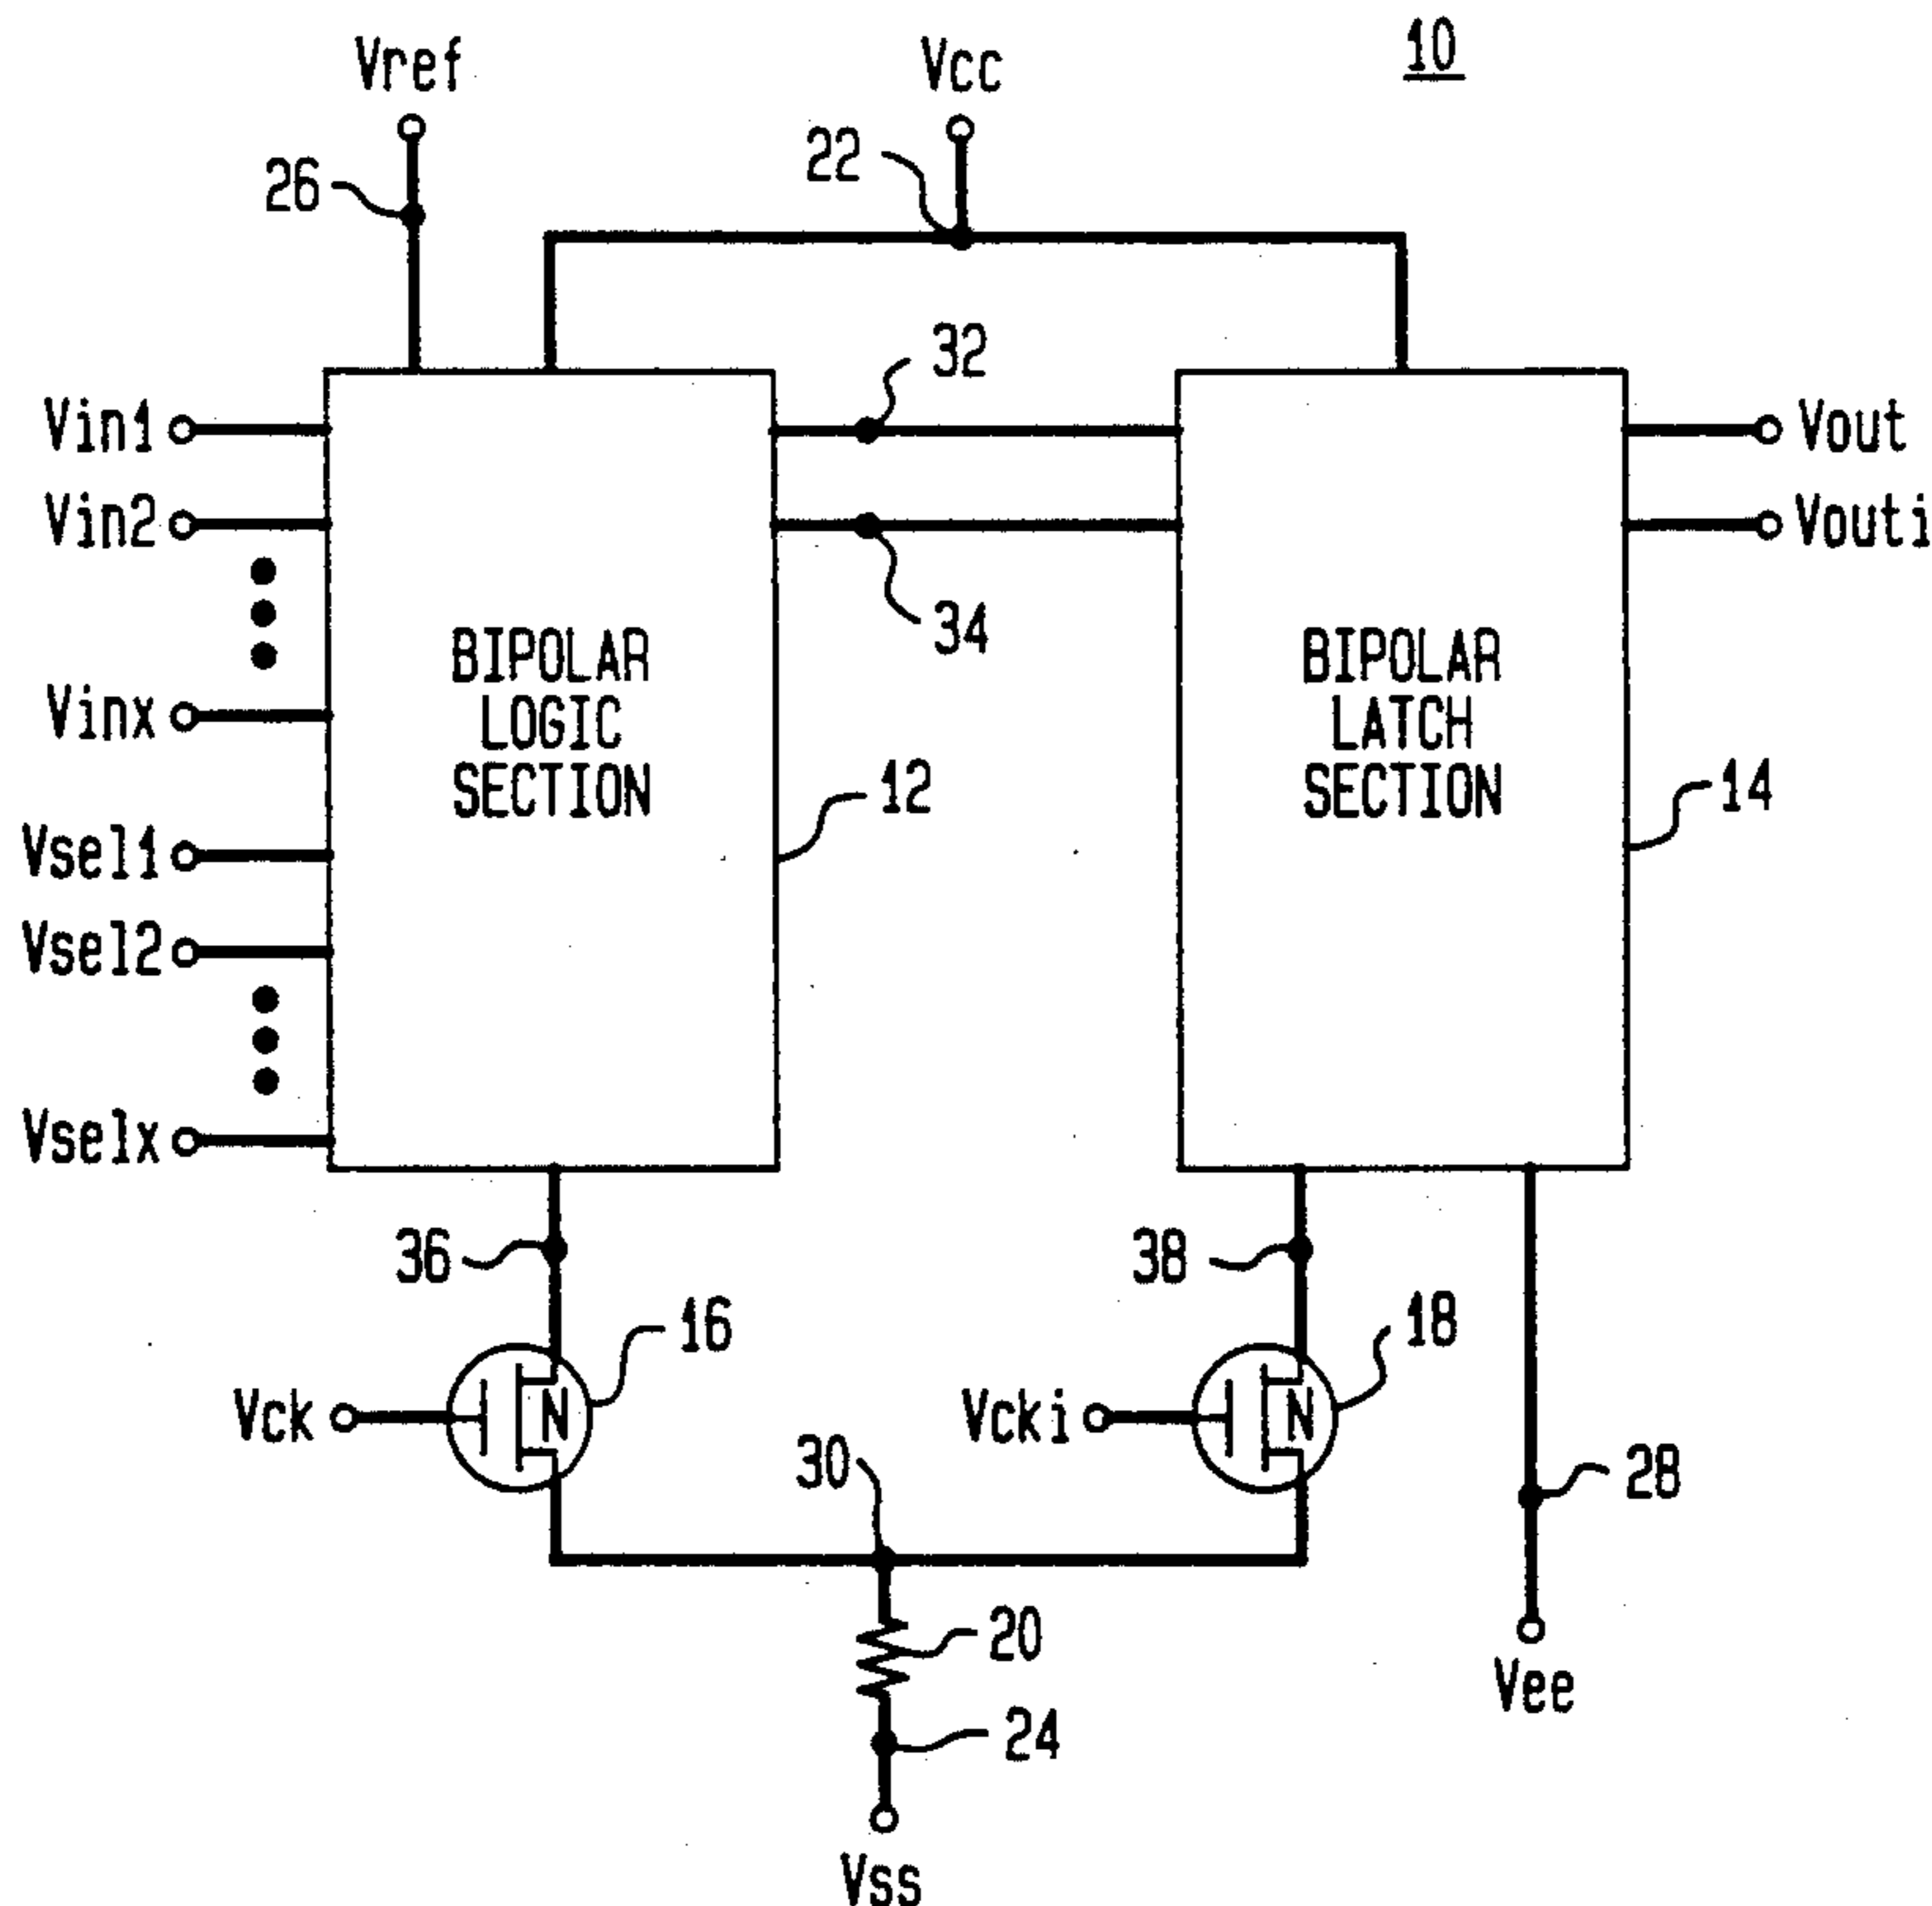 10
Vref
Vcc
22
26
32
Vin1
Vout
Vin2
Vouti
34
BIPOLAR
LOGIC
SECTION
BIPOLAR
LATCH
SECTION
Vinx
12
14
Vsel1
Vsel2
Vselx
36
38
16
18
Vck
N
Vcki
N
30
28
20
Vee
24
Vss